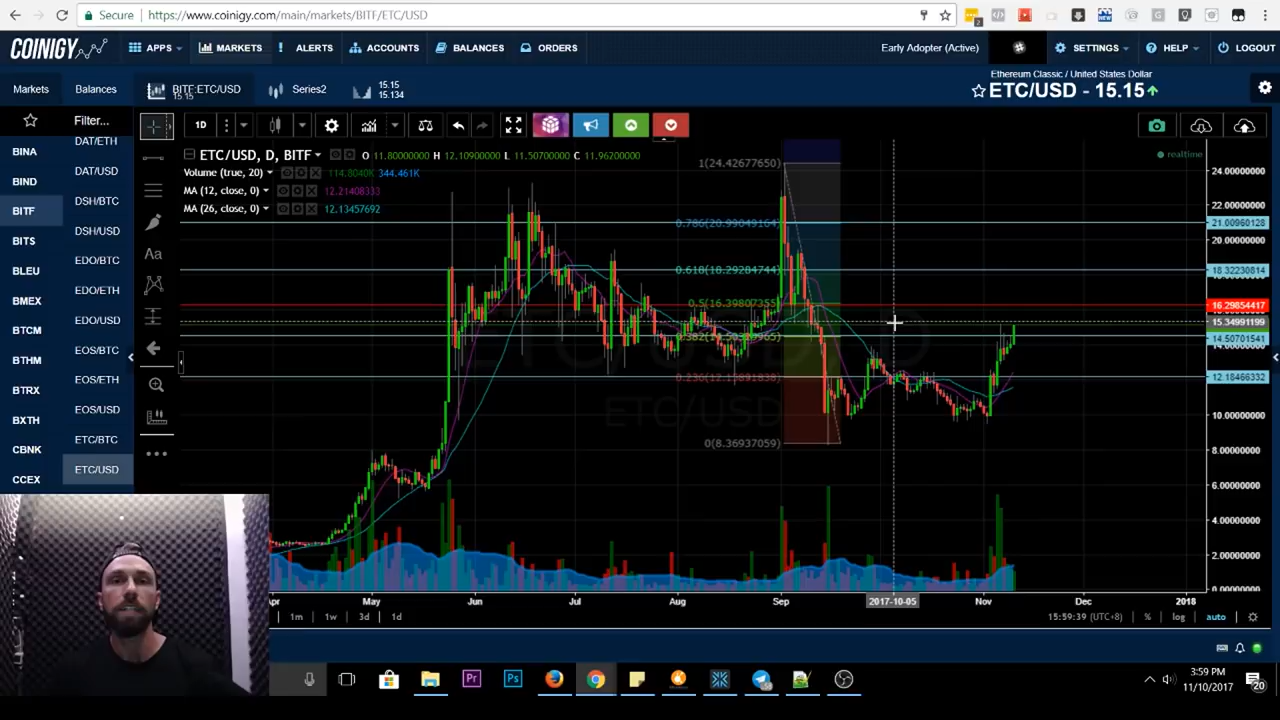 Secure
https://www.coinigy.com/main/markets/BITF/ETC/USD
COINIGY
APPS
MARKETS
! ALERTS
ACCOUNTS
BALANCES
ORDERS
Early Adopter (Active)
SETTINGS
? HELP
LOGOUT
Markets
Balances
BITF:ETC/USD
15.15
Series2
15.15
15.134
Ethereum Classic / United States Dollar
ETC/USD - 15.15
Filter...
1D
BINA
BIND
BITF
BITS
BLEU
BMEX
BTCM
BTHM
BTRX
BXTH
CBNK
CCEX
DAT/ETH
DAT/USD
DSH/BTC
DSH/USD
EDO/BTC
EDO/ETH
EDO/USD
EOS/BTC
EOS/ETH
EOS/USD
ETC/BTC
ETC/USD
Aa
ETC/USD, D, BITF
O 11.80000000 H 12.10900000 L 11.50700000 C 11.96200000
Volume (true, 20)
114.8040K 344.461K
MA (12, close, 0)
12.21408333
MA (26, close, 0)
12.13457692
realtime
1(24.42677650)
0.786(20.99049164)
0.618(18.29284744)
0.5(16.39807355)
0.236(12.15891838)
0(8.36937059)
ETC/USD
24.00000000
22.00000000
21.00960128
20.00000000
18.32230814
16.29854417
15.34991199
14.50701541
12.18466332
10.00000000
8.00000000
6.00000000
4.00000000
2.00000000
Apr
May
Jun
Jul
Aug
Sep
2017-10-05
Nov
Dec
2018
1m
1w
3d
1d
15:59:39 (UTC+8)
%
log
auto
Pr
Ps
3:59 PM
11/10/2017
20